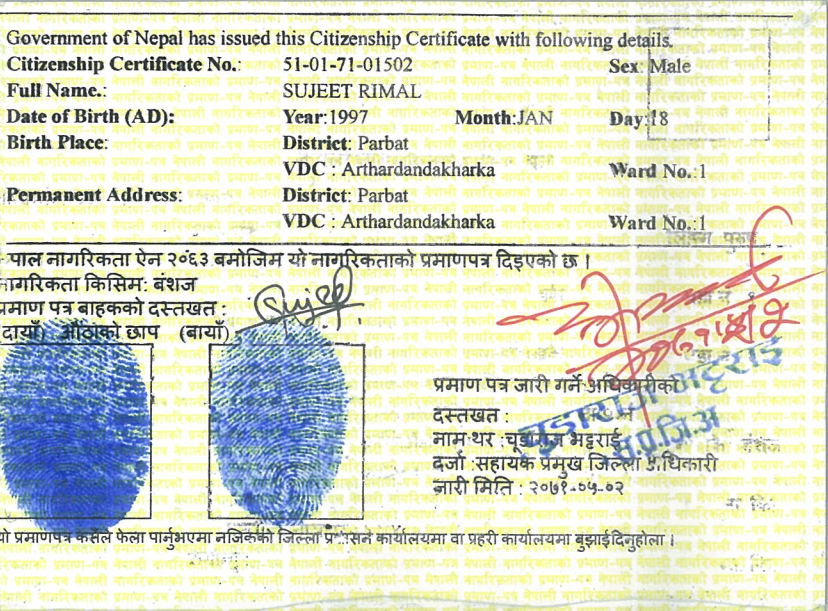 Government of Nepal has issued this Citizenship Certificate with following details.
Citizenship Certificate No.: 51-01-71-01502 Sex: Male
Full Name.: SUJEET RIMAL
Date of Birth (AD): Year:1997 Month:JAN Day:18
Birth Place: District: Parbat
VDC : Arthardandakharka Ward No.:1
Permanent Address: District: Parbat
VDC : Arthardandakharka Ward No.:1
पाल नागरिकता ऐन २०६३ बमोजिम यो नागरिकताको प्रमाणपत्र दिइएको छ ।
नागरिकता किसिम: बंशज
प्रमाण पत्र बाहकको दस्तखत : Sujeet
(दायाँ) औंठाको छाप (बायाँ)
प्रमाण पत्र जारी गर्ने अधिकारीको
दस्तखत :
नाम थर : चूडाराज भट्टराई
दर्जा : सहायक प्रमुख जिल्ला अधिकारी
जारी मिति : २०७१-०५-०२
यो प्रमाणपत्र कसैले फेला पार्नुभएमा नजिकको जिल्ला प्रशासन कार्यालयमा वा प्रहरी कार्यालयमा बुझाईदिनुहोला ।